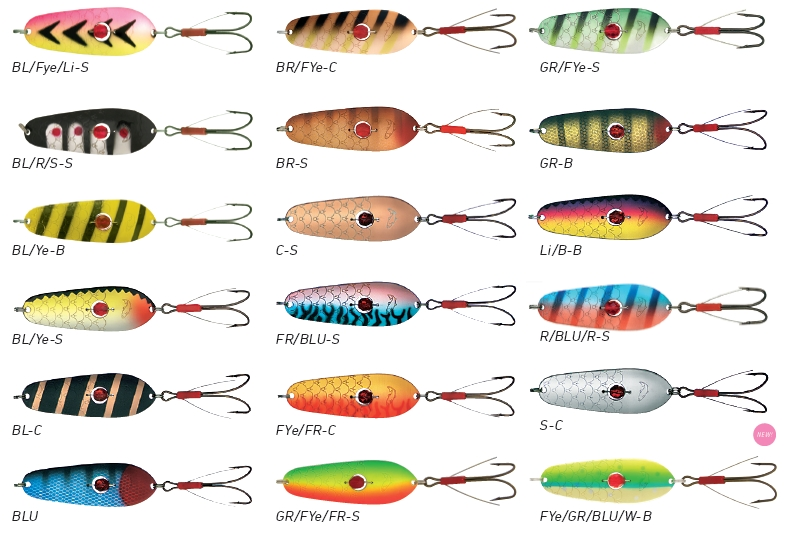 BL/Fye/Li-S
BR/FYe-C
GR/FYe-S
BL/R/S-S
BR-S
GR-B
BL/Ye-B
C-S
Li/B-B
BL/Ye-S
FR/BLU-S
R/BLU/R-S
BL-C
FYe/FR-C
S-C
NEW!
BLU
GR/FYe/FR-S
FYe/GR/BLU/W-B